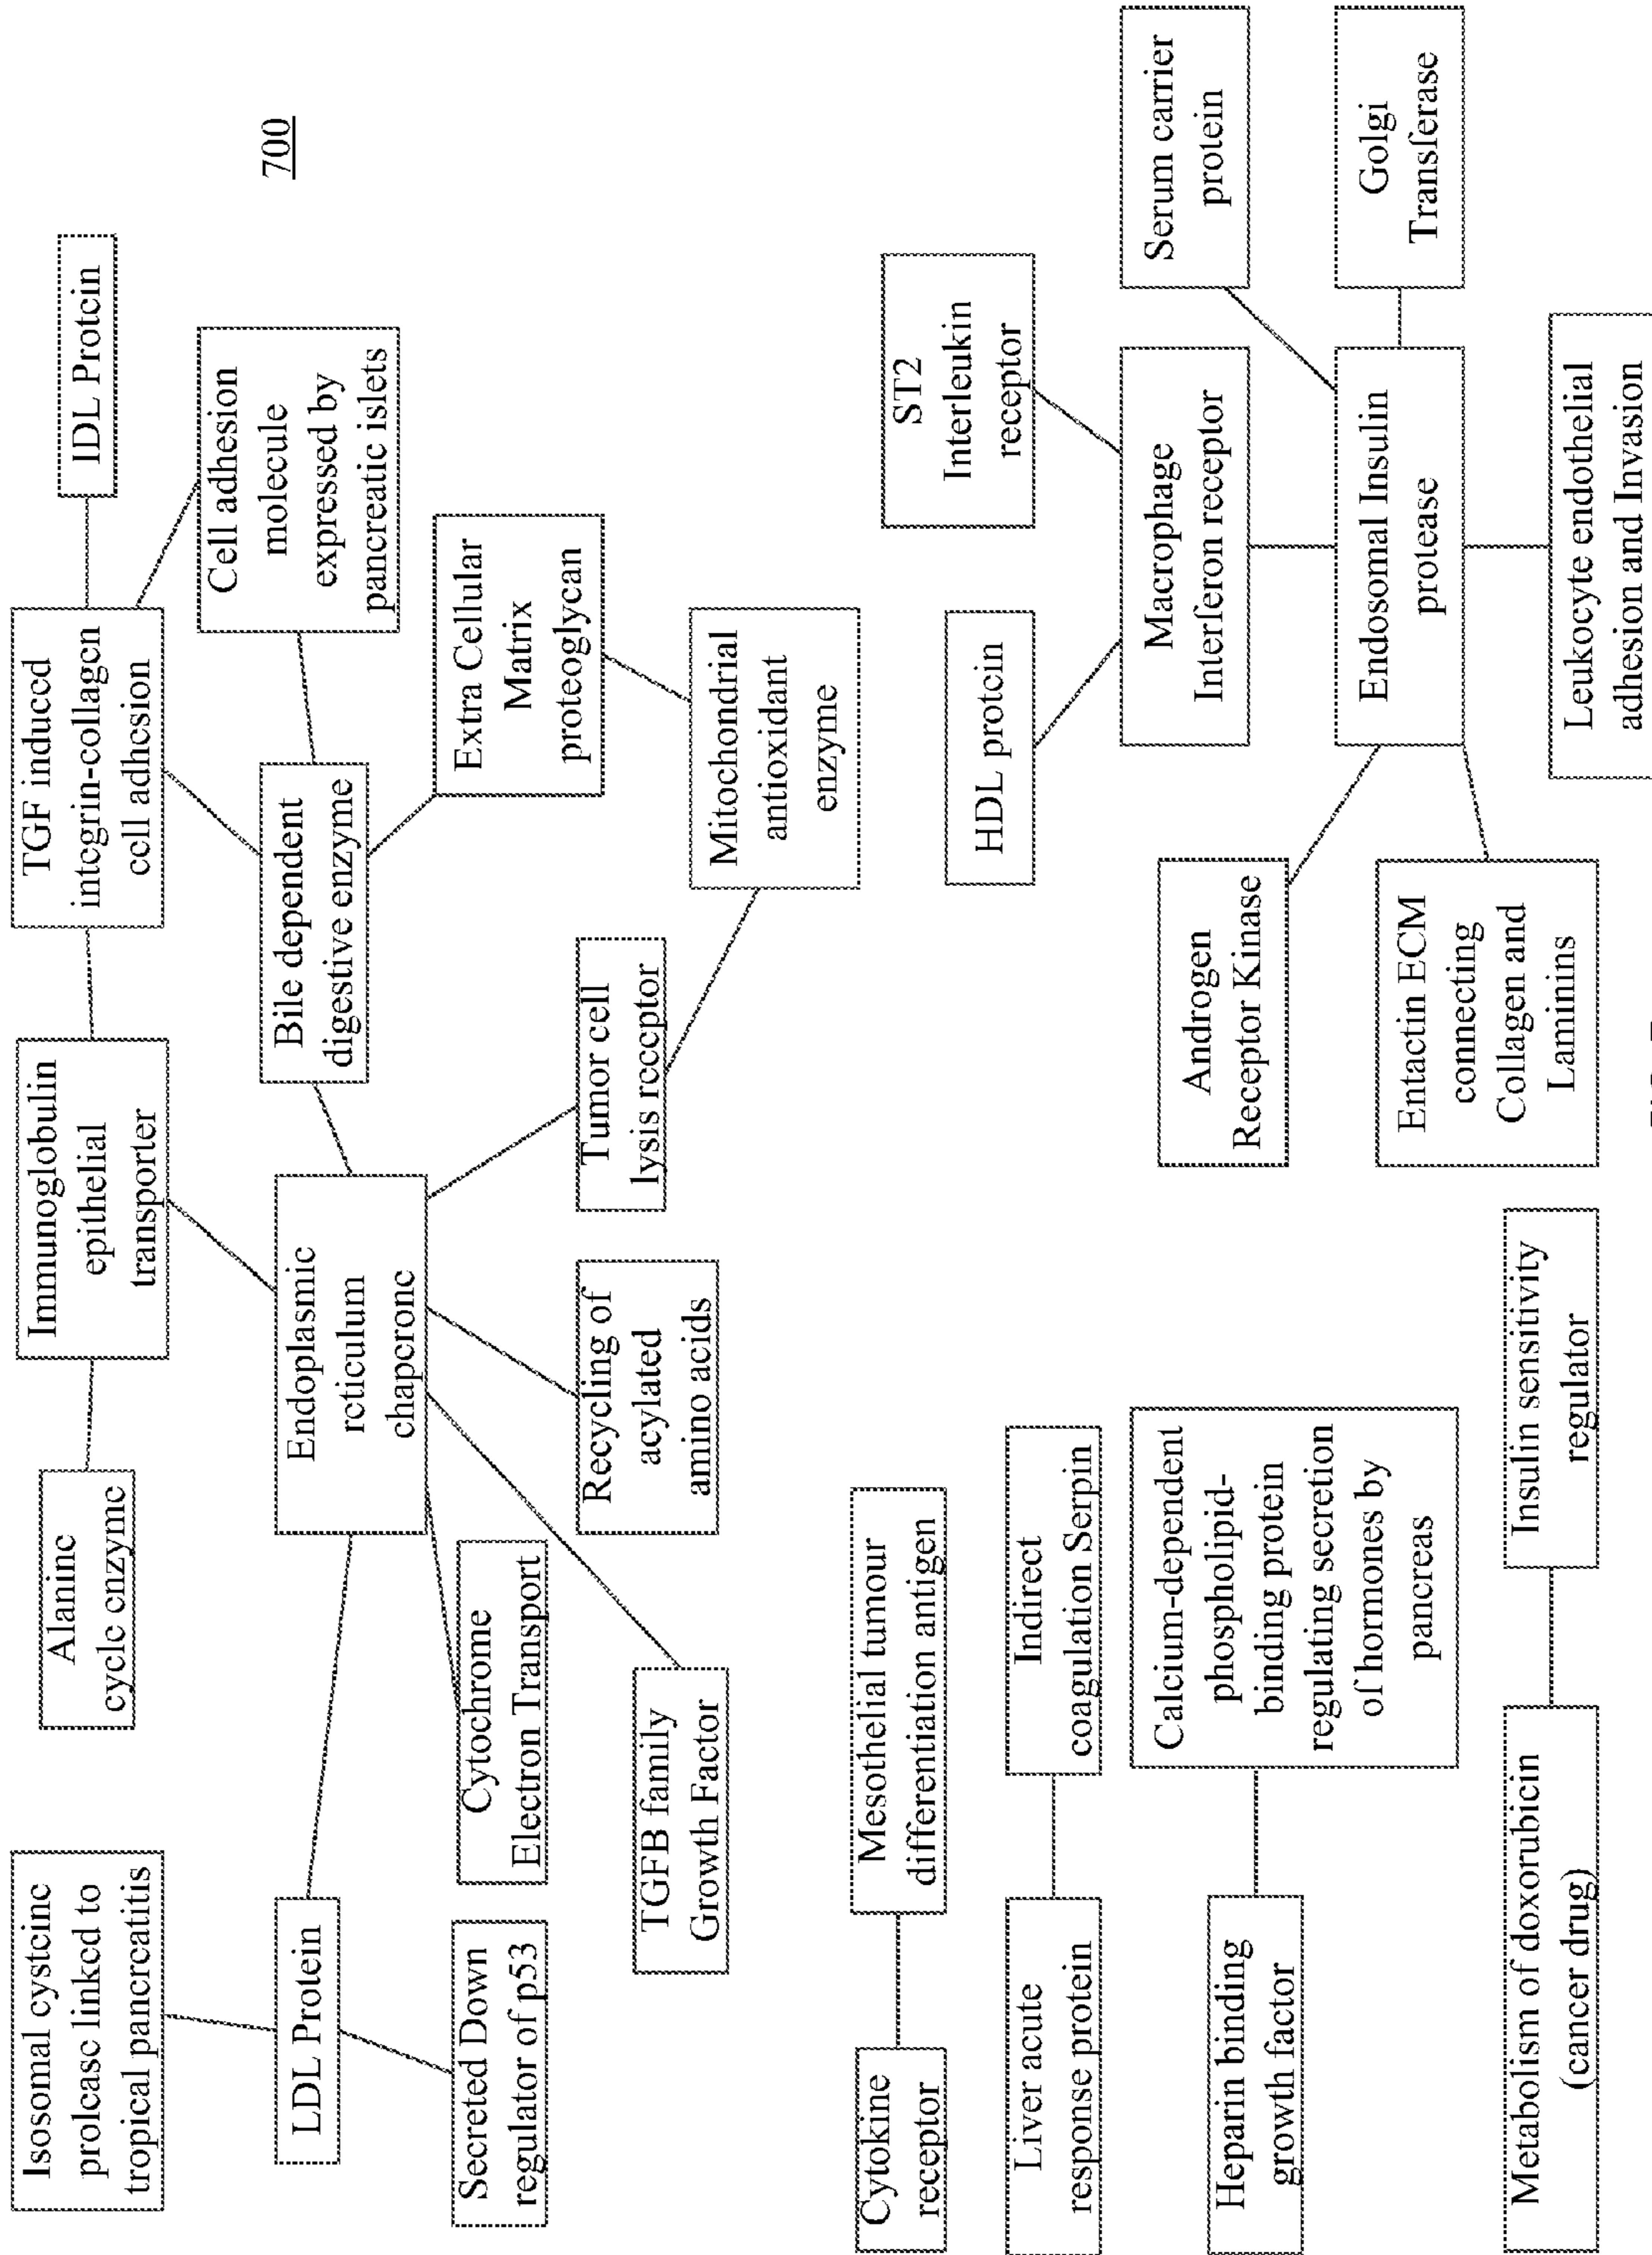 Isosomal cysteine
prolease linked to
tropical pancreatitis
Alanine
cycle enzyme
Immunoglobulin
epithelial
transporter
TGF induced
integrin-collagen
cell adhesion
IDL Protein
700
LDL Protein
Endoplasmic
reticulum
chaperone
Bile dependent
digestive enzyme
Cell adhesion
molecule
expressed by
pancreatic islets
Secreted Down
regulator of p53
Cytochrome
Electron Transport
TGFB family
Growth Factor
Recycling of
acylated
amino acids
Tumor cell
lysis receptor
Extra Cellular
Matrix
proteoglycan
Mitochondrial
antioxidant
enzyme
Cytokine
receptor
Mesothelial tumour
differentiation antigen
Liver acute
response protein
Indirect
coagulation Serpin
Heparin binding
growth factor
Calcium-dependent
phospholipid-
binding protein
regulating secretion
of hormones by
pancreas
Metabolism of doxorubicin
(cancer drug)
Insulin sensitivity
regulator
HDL protein
ST2
Interleukin
receptor
Androgen
Receptor Kinase
Macrophage
Interferon receptor
Serum carrier
protein
Entactin ECM
connecting
Collagen and
Laminins
Endosomal Insulin
protease
Golgi
Transferase
Leukocyte endothelial
adhesion and Invasion